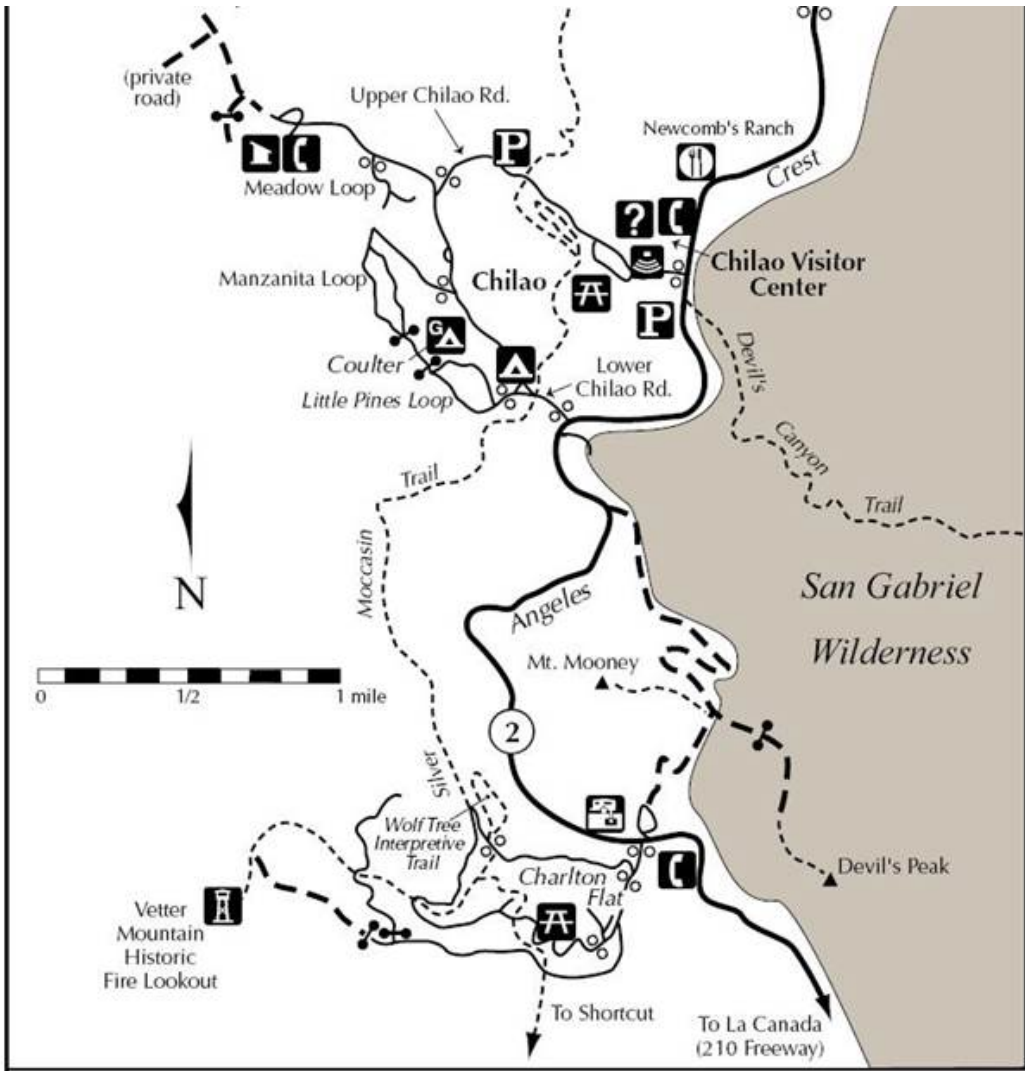 (private
road)
Upper Chilao Rd.
P
Newcomb's Ranch
Crest
Meadow Loop
?
Chilao Visitor
Center
Manzanita Loop
Chilao
P
G
Coulter
Little Pines Loop
Lower
Chilao Rd.
Devil's
Canyon
Trail
Trail
Moccasin
Silver
N
San Gabriel
Wilderness
Angeles
Mt. Mooney
0
1/2
1 mile
2
Wolf Tree
Interpretive
Trail
Charlton
Flat
Devil's Peak
Vetter
Mountain
Historic
Fire Lookout
To Shortcut
To La Canada
(210 Freeway)